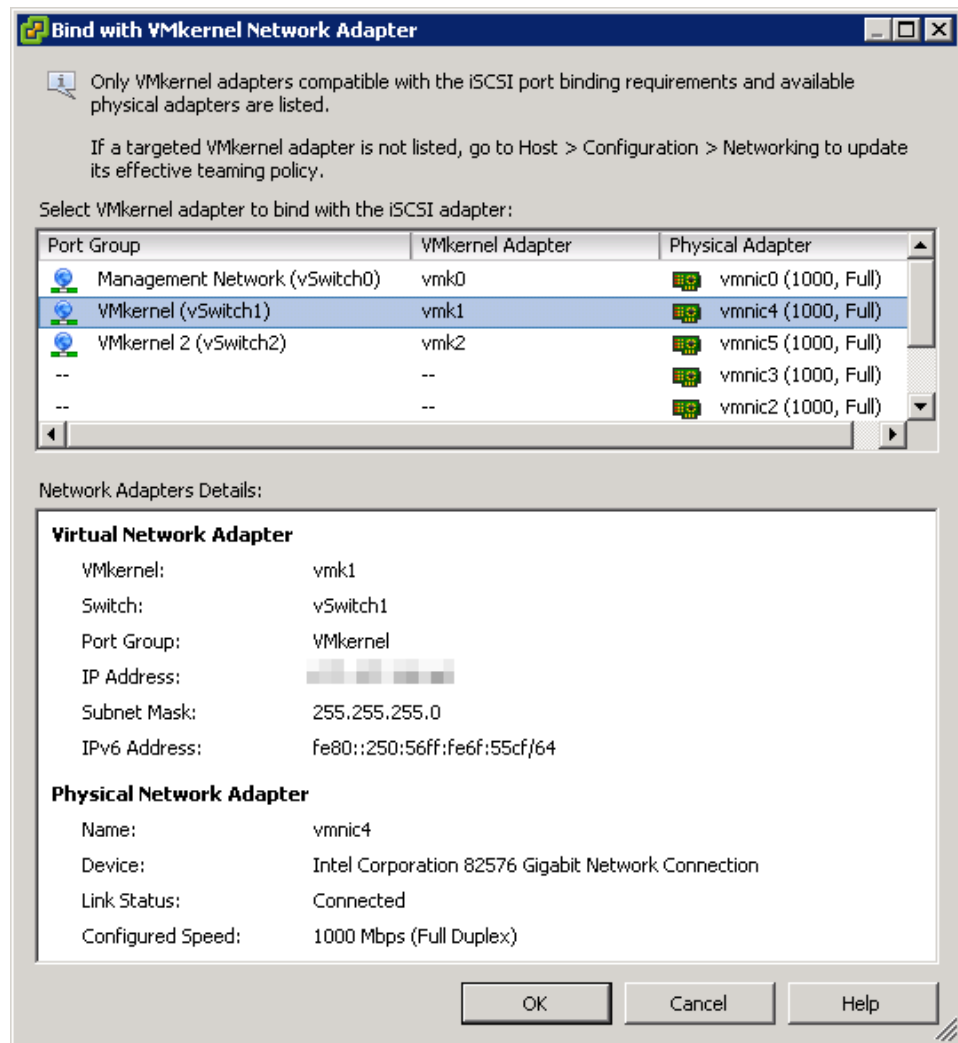 Bind with VMkernel Network Adapter
Only VMkernel adapters compatible with the iSCSI port binding requirements and available
physical adapters are listed.
If a targeted VMkernel adapter is not listed, go to Host > Configuration > Networking to update
its effective teaming policy.
Select VMkernel adapter to bind with the iSCSI adapter:
Port Group VMkernel Adapter Physical Adapter
Management Network (vSwitch0) vmk0 vmnic0 (1000, Full)
VMkernel (vSwitch1) vmk1 vmnic4 (1000, Full)
VMkernel 2 (vSwitch2) vmk2 vmnic5 (1000, Full)
-- -- vmnic3 (1000, Full)
-- -- vmnic2 (1000, Full)
Network Adapters Details:
Virtual Network Adapter
VMkernel: vmk1
Switch: vSwitch1
Port Group: VMkernel
IP Address:
Subnet Mask: 255.255.255.0
IPv6 Address: fe80::250:56ff:fe6f:55cf/64
Physical Network Adapter
Name: vmnic4
Device: Intel Corporation 82576 Gigabit Network Connection
Link Status: Connected
Configured Speed: 1000 Mbps (Full Duplex)
OK Cancel Help